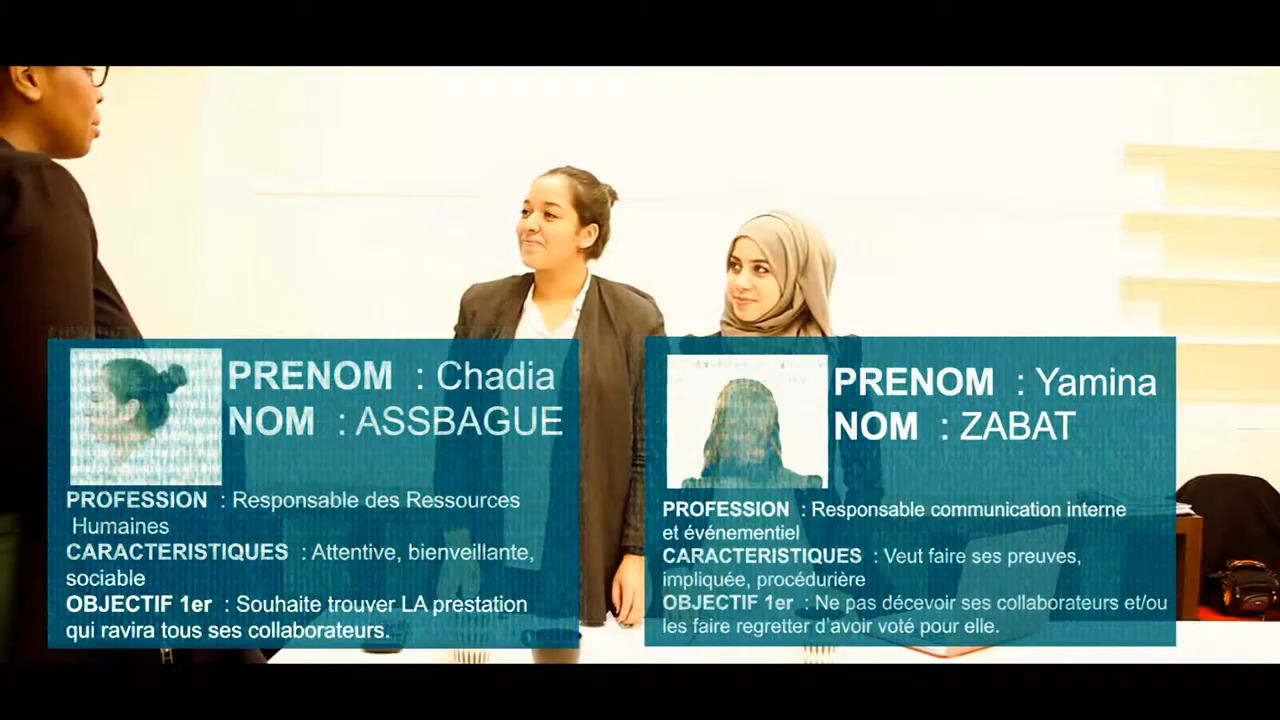 PRENOM : Chadia
NOM : ASSBAGUE
PROFESSION : Responsable des Ressources
Humaines
CARACTERISTIQUES : Attentive, bienveillante,
sociable
OBJECTIF 1er : Souhaite trouver LA prestation
qui ravira tous ses collaborateurs.
PRENOM : Yamina
NOM : ZABAT
PROFESSION : Responsable communication interne
et événementiel
CARACTERISTIQUES : Veut faire ses preuves,
impliquée, procédurière
OBJECTIF 1er : Ne pas décevoir ses collaborateurs et/ou
les faire regretter d'avoir voté pour elle.